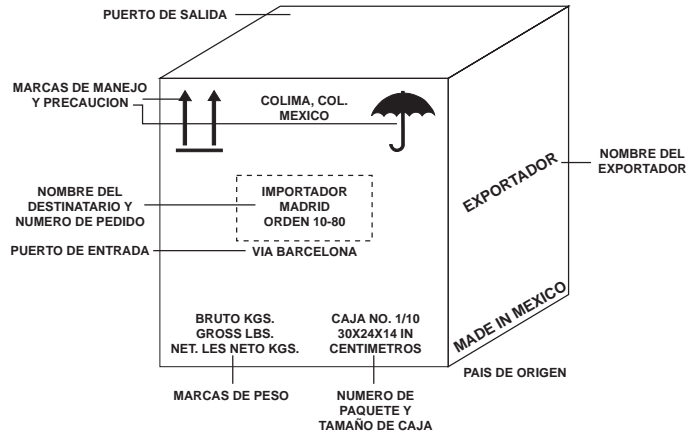 PUERTO DE SALIDA
MARCAS DE MANEJO
Y PRECAUCION
COLIMA, COL.
MEXICO
NOMBRE DEL
EXPORTADOR
EXPORTADOR
NOMBRE DEL
DESTINATARIO Y
NUMERO DE PEDIDO
IMPORTADOR
MADRID
ORDEN 10-80
PUERTO DE ENTRADA
VIA BARCELONA
MADE IN MEXICO
BRUTO KGS.
GROSS LBS.
NET. LES NETO KGS.
CAJA NO. 1/10
30X24X14 IN
CENTIMETROS
PAIS DE ORIGEN
MARCAS DE PESO
NUMERO DE
PAQUETE Y
TAMAÑO DE CAJA